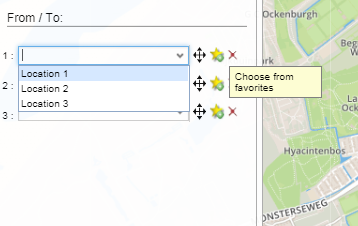 From / To:
Ockenburgh
1 :
Location 1
Location 2
Location 3
2 :
3 :
Choose from
favorites
Hyacintenbos
ONSTERSEWEG